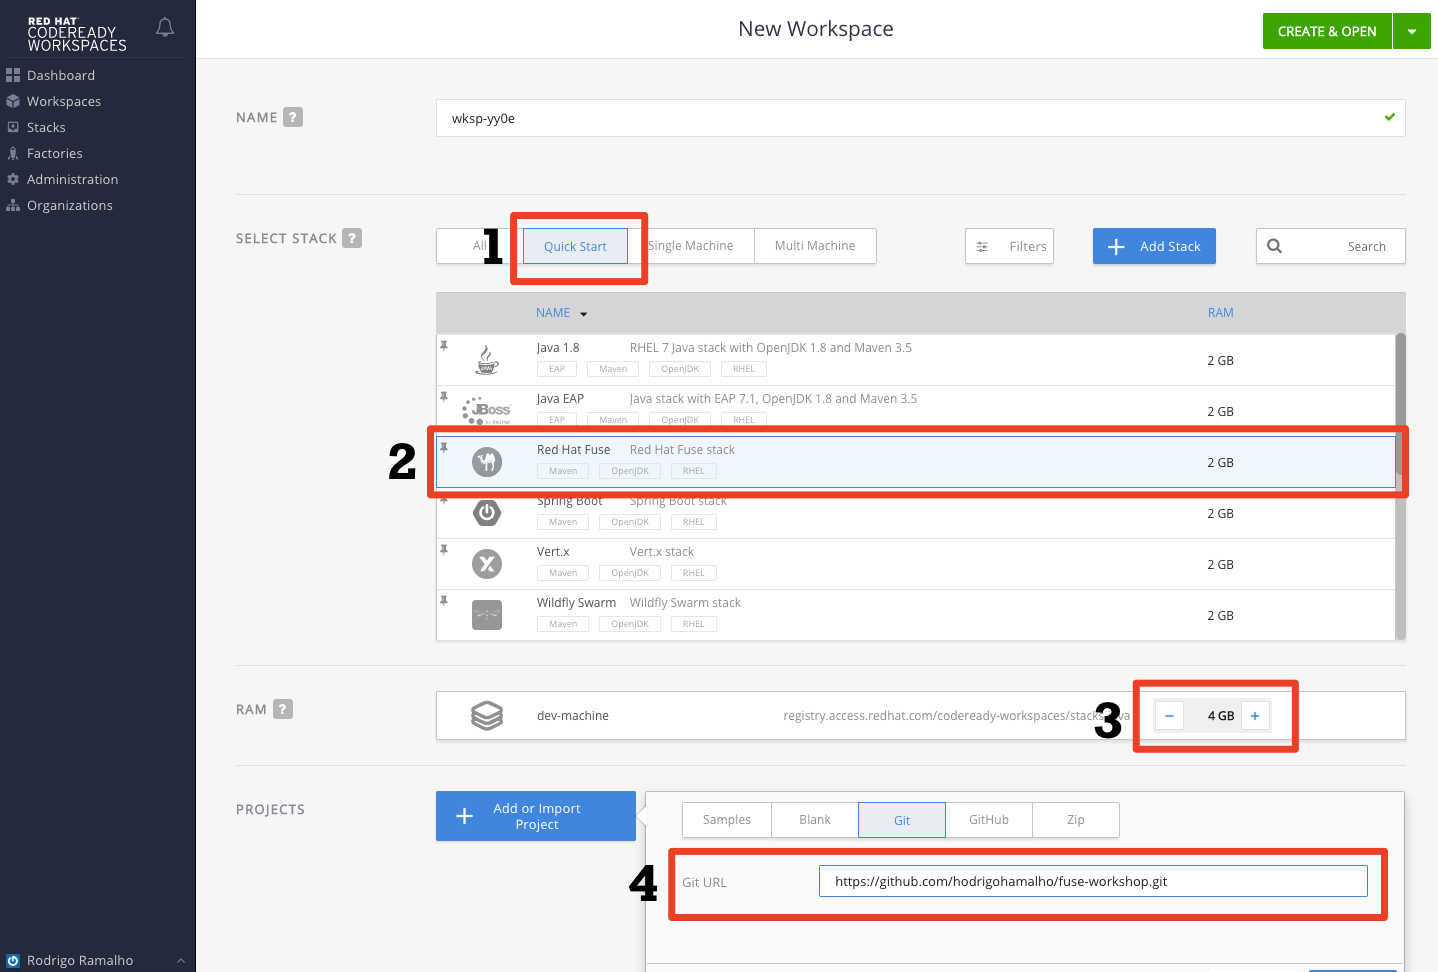 RED HAT
CODEREADY
WORKSPACES
Dashboard
Workspaces
Stacks
Factories
Administration
Organizations
Rodrigo Ramalho
New Workspace
CREATE & OPEN
NAME ?
wksp-yy0e
SELECT STACK ?
1
All
Quick Start
Single Machine
Multi Machine
Filters
Add Stack
Search
NAME
RAM
Java 1.8
RHEL 7 Java stack with OpenJDK 1.8 and Maven 3.5
EAP Maven OpenJDK RHEL
2 GB
JAVA
Java EAP
Java stack with EAP 7.1, OpenJDK 1.8 and Maven 3.5
EAP Maven OpenJDK RHEL
2 GB
JBoss
by Red Hat
2
Red Hat Fuse
Red Hat Fuse stack
Maven OpenJDK RHEL
2 GB
Spring Boot
Spring Boot stack
Maven OpenJDK RHEL
2 GB
Vert.x
Vert.x stack
Maven OpenJDK RHEL
2 GB
Wildfly Swarm
Wildfly Swarm stack
Maven OpenJDK RHEL
2 GB
RAM ?
dev-machine
registry.access.redhat.com/codeready-workspaces/stacks
3
4 GB
PROJECTS
Add or Import
Project
Samples
Blank
Git
GitHub
Zip
4
Git URL
https://github.com/hodrigohamalho/fuse-workshop.git